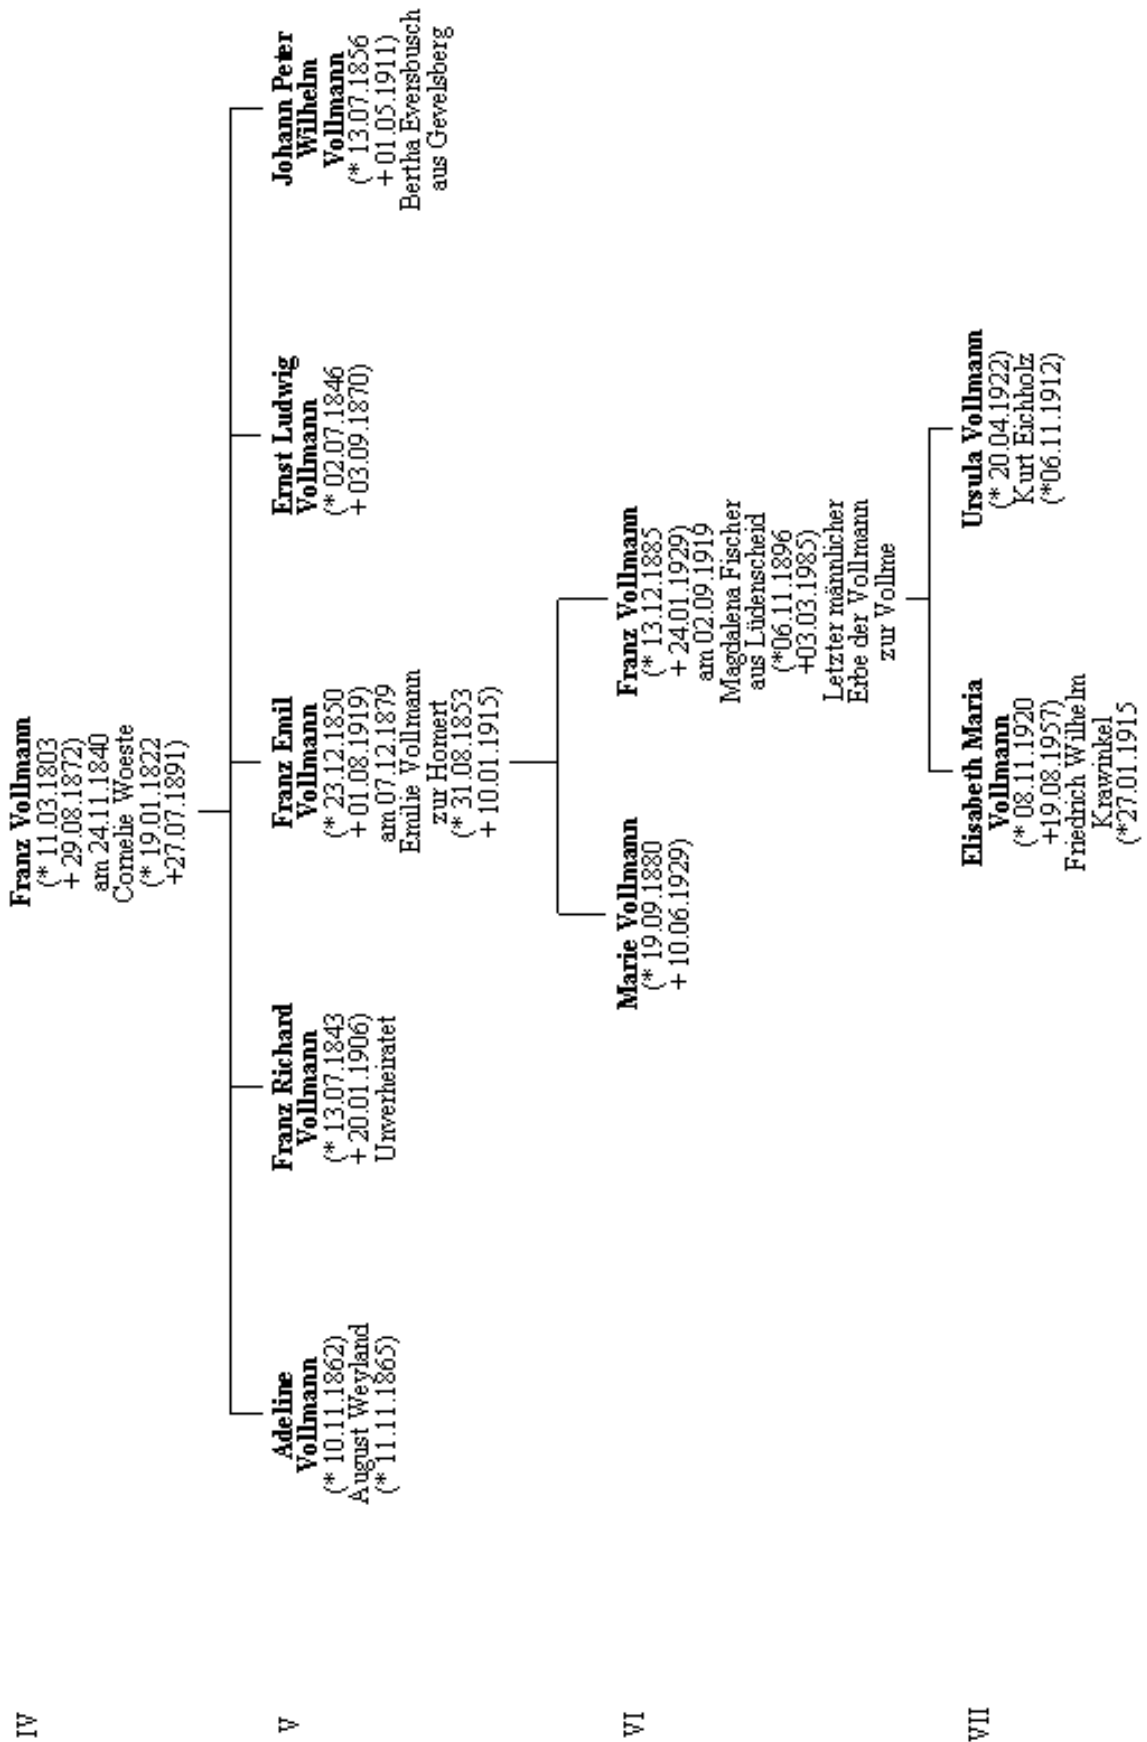 IV
Franz Vollmann
(* 11.03.1803
+ 29.08.1872)
am 24.11.1840
Cornelie Woeste
(* 19.01.1822
+27.07.1891)
V
Adeline
Vollmann
(* 10.11.1862)
August Weyland
(* 11.11.1865)
Franz Richard
Vollmann
(* 13.07.1843
+ 20.01.1906)
Unverheiratet
Franz Emil
Vollmann
(* 23.12.1850
+ 01.08.1919)
am 07.12.1879
Emilie Vollmann
zur Homert
(* 31.08.1853
+ 10.01.1915)
Ernst Ludwig
Vollmann
(* 02.07.1846
+ 03.09.1870)
Johann Peter
Wilhelm
Vollmann
(* 13.07.1856
+ 01.05.1911)
Bertha Eversbusch
aus Gevelsberg
VI
Marie Vollmann
(* 19.09.1880
+ 10.06.1929)
Franz Vollmann
(* 13.12.1885
+ 24.01.1929)
am 02.09.1919
Magdalena Fischer
aus Lüdenscheid
(*06.11.1896
+03.03.1985)
Letzter männlicher
Erbe der Vollmann
zur Vollme
VII
Elisabeth Maria
Vollmann
(* 08.11.1920
+19.08.1957)
Friedrich Wilhelm
Krawinkel
(*27.01.1915
Ursula Vollmann
(* 20.04.1922)
Kurt Eichholz
(*06.11.1912)